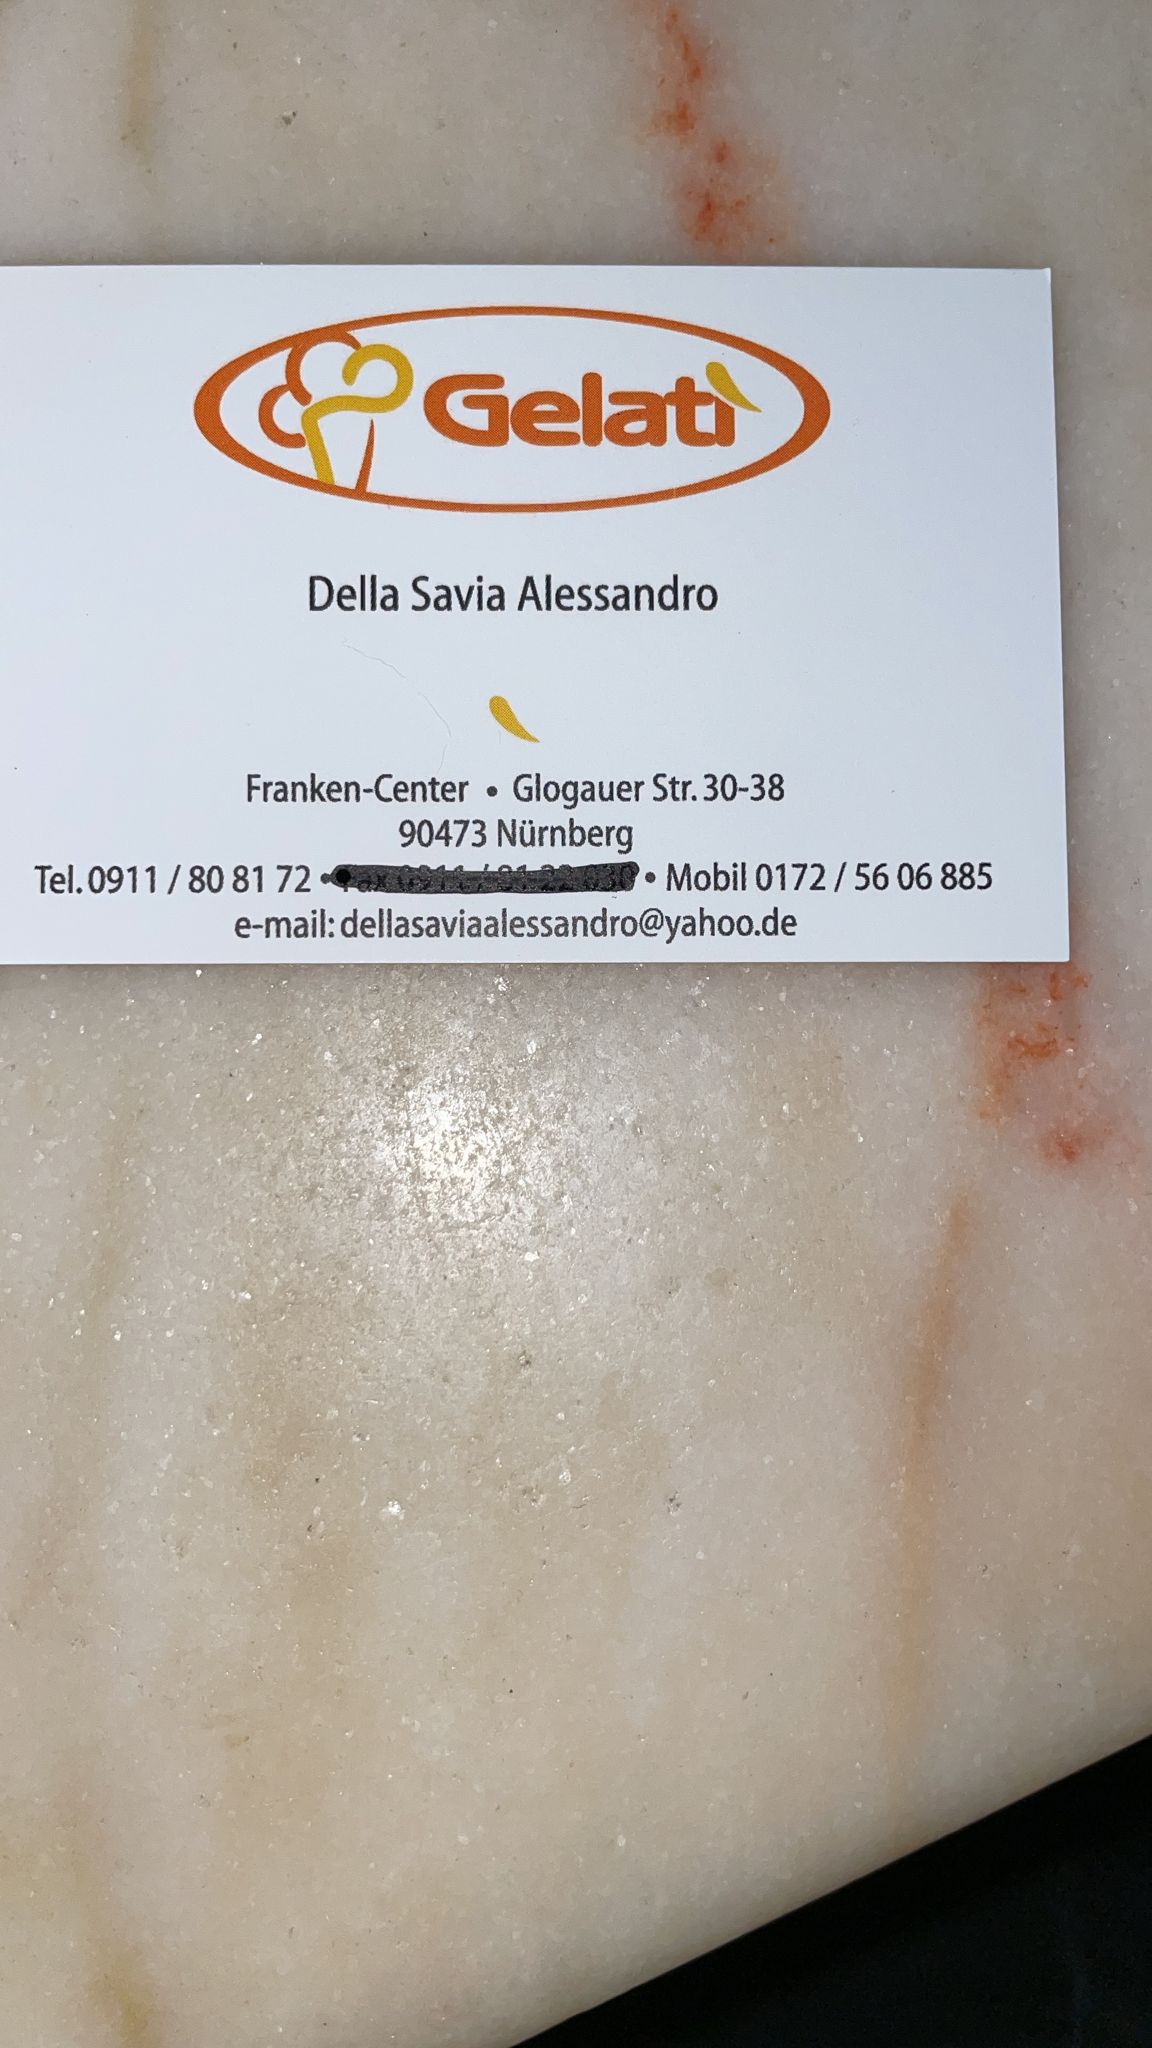 Gelatì
Della Savia Alessandro
Franken-Center • Glogauer Str. 30-38
90473 Nürnberg
Tel. 0911 / 80 81 72 • • Mobil 0172 / 56 06 885
e-mail: dellasaviaalessandro@yahoo.de